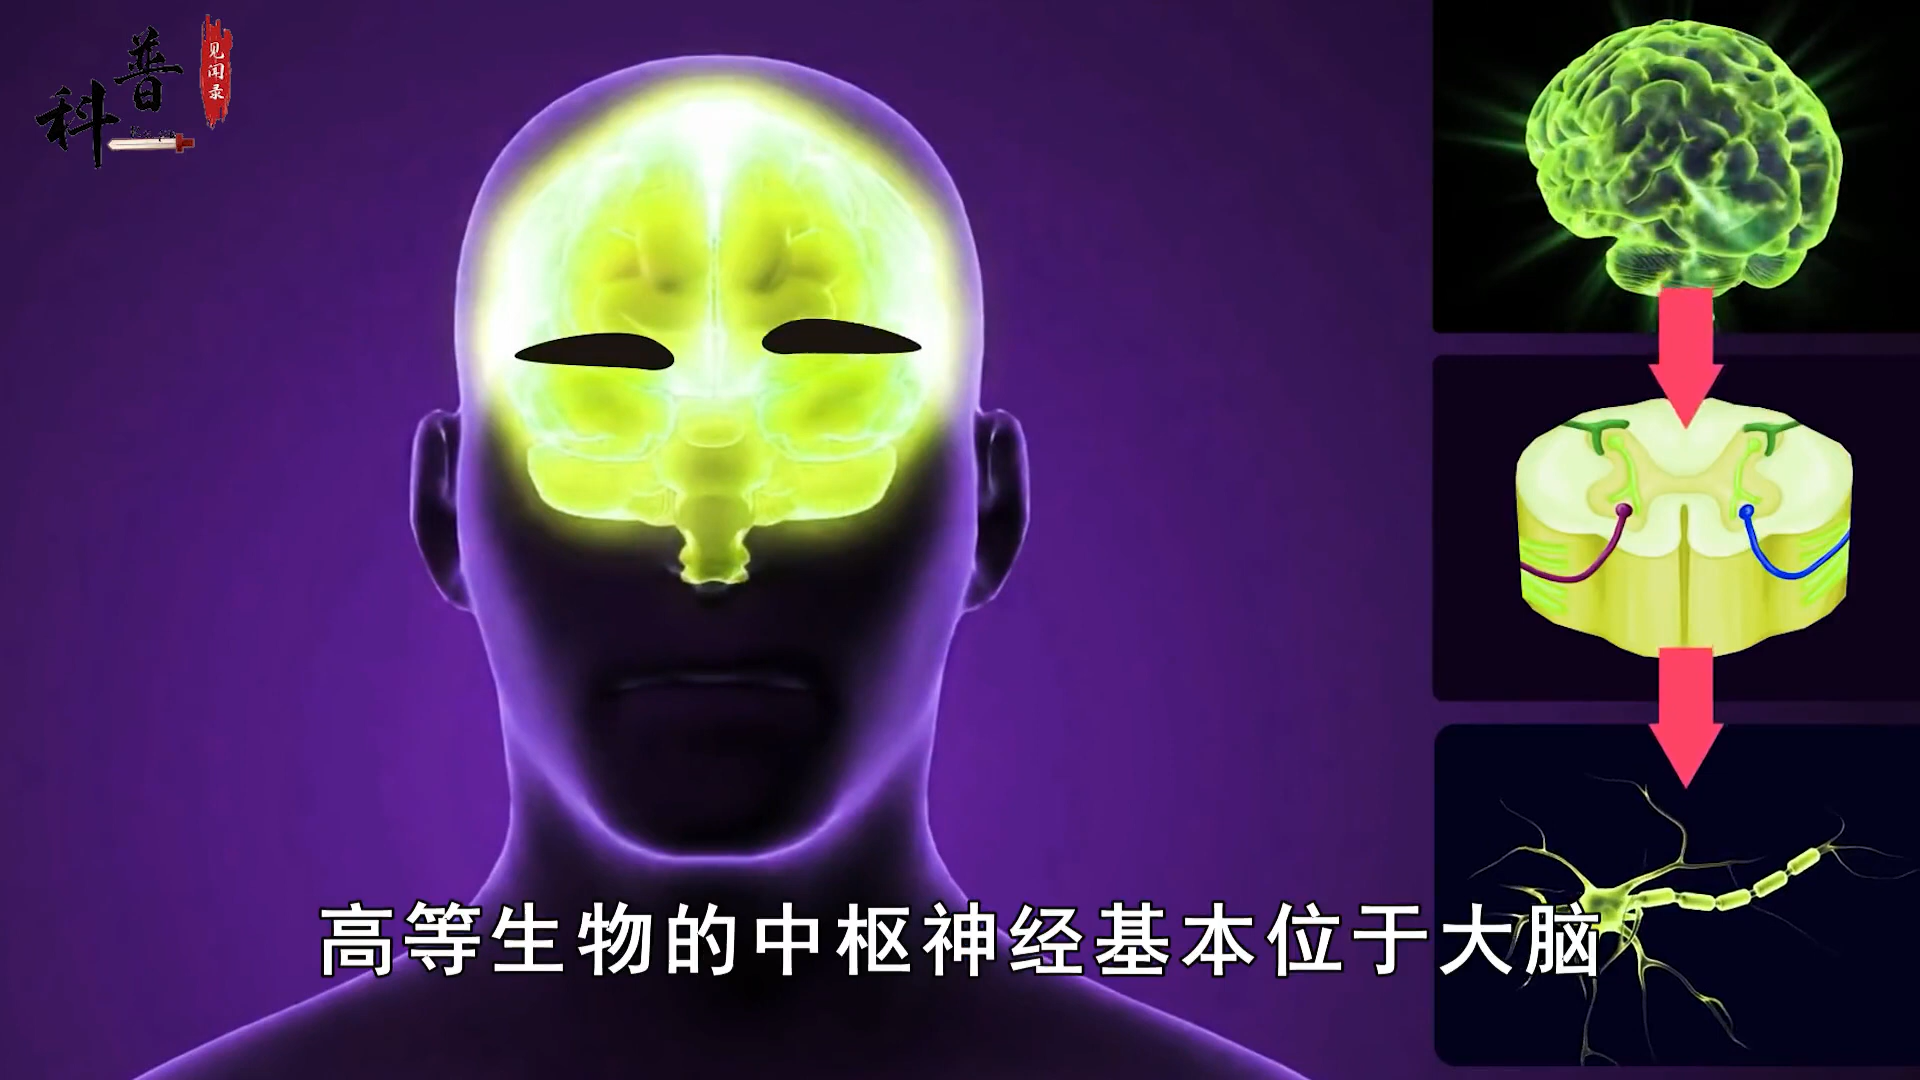 科普
见闻录
高等生物的中枢神经基本位于大脑